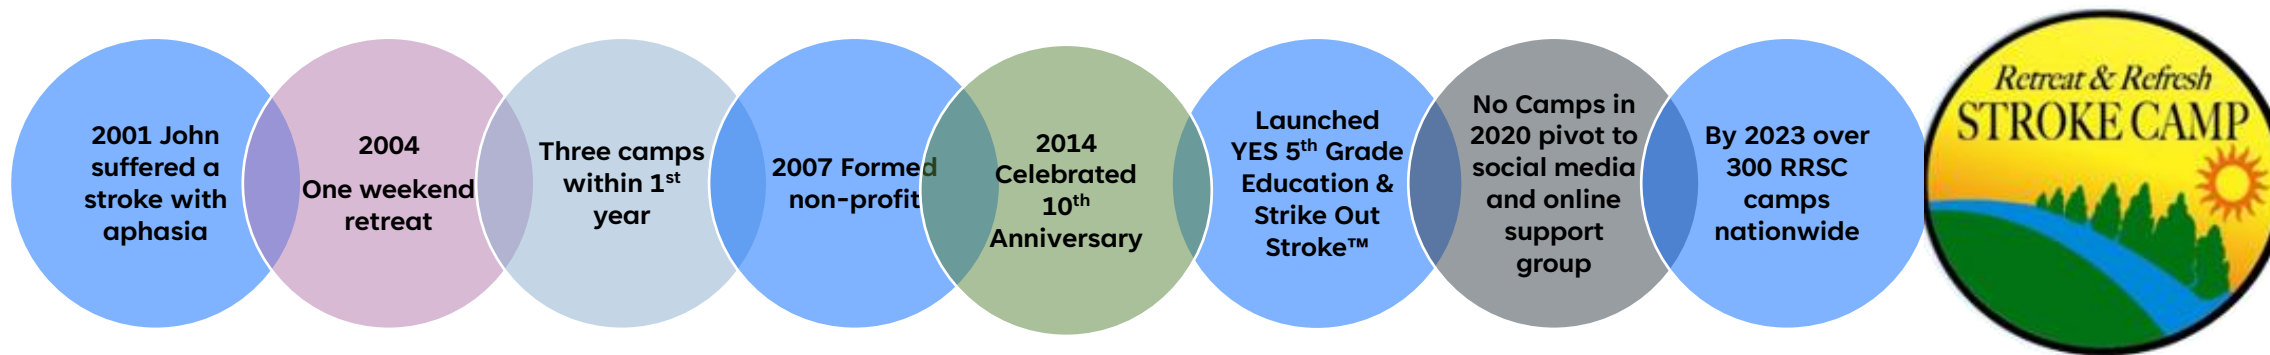 2001 John
suffered a
stroke with
aphasia
2004
One weekend
retreat
Three camps
within 1st
year
2007 Formed
non-profit
2014
Celebrated
10th
Anniversary
Launched
YES 5th Grade
Education &
Strike Out
Stroke™
No Camps in
2020 pivot to
social media
and online
support
group
By 2023 over
300 RRSC
camps
nationwide
Retreat & Refresh
STROKE CAMP